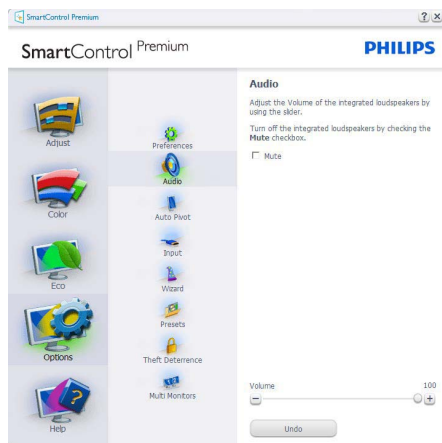 SmartControl Premium
SmartControl Premium
PHILIPS
Adjust
Color
Eco
Options
Help
Preferences
Audio
Auto Pivot
Input
Wizard
Presets
Theft Deterrence
Multi Monitors
Audio
Adjust the Volume of the integrated loudspeakers by
using the slider.
Turn off the integrated loudspeakers by checking the
Mute checkbox.
Mute
Volume 100
Undo